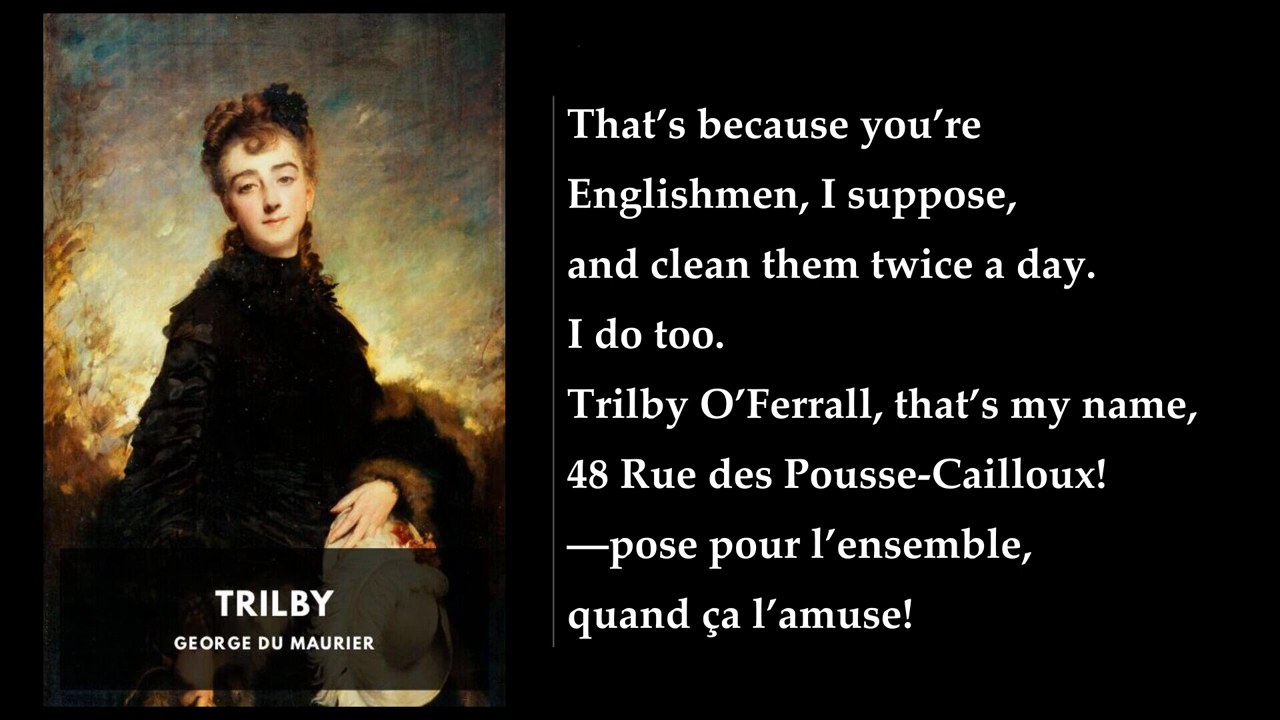 TRILBY
GEORGE DU MAURIER
That’s because you’re
Englishmen, I suppose,
and clean them twice a day.
I do too.
Trilby O’Ferrall, that’s my name,
48 Rue des Pousse-Cailloux!
—pose pour l’ensemble,
quand ça l’amuse!